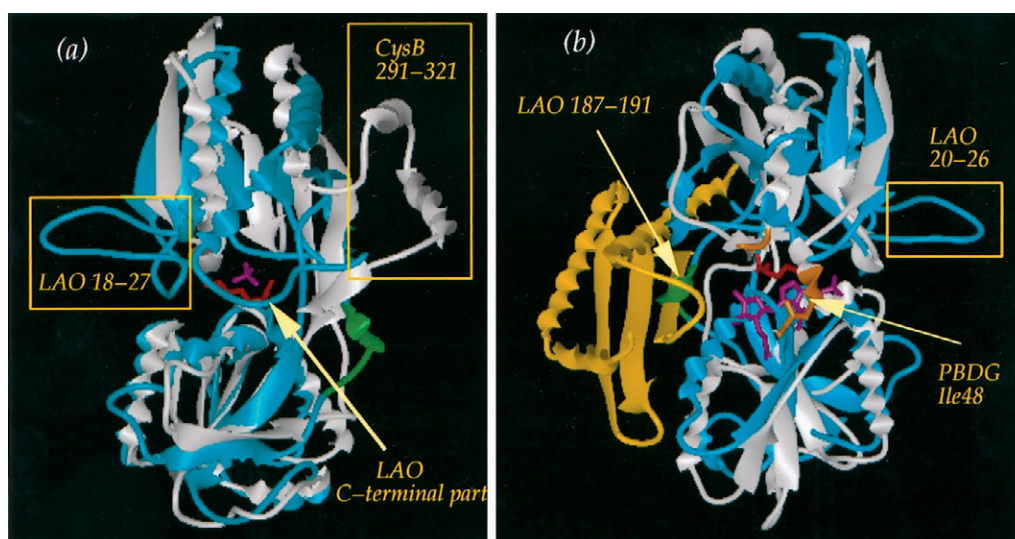 (a)
CysB
291–321
LAO 18–27
LAO
C–terminal part
(b)
LAO 187–191
LAO
20–26
PBDG
Ile48